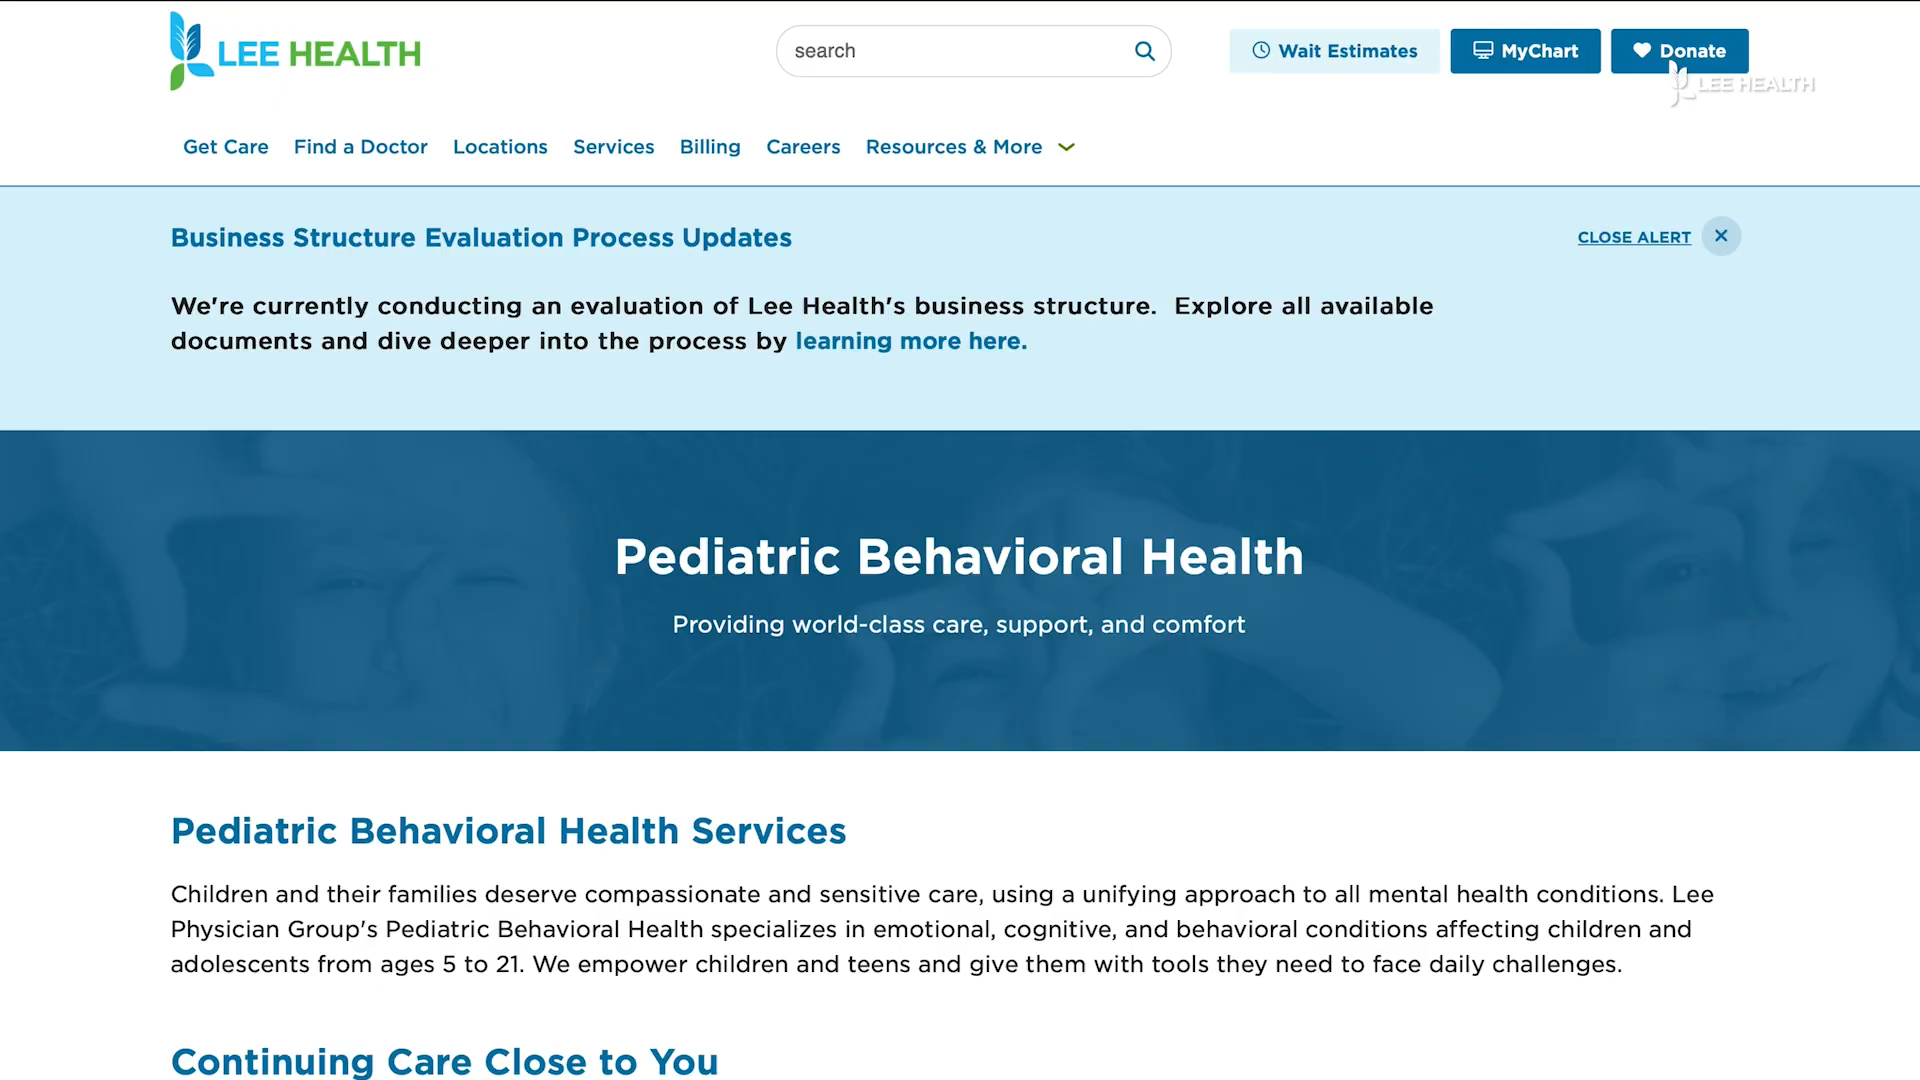 LEE HEALTH
search
Wait Estimates
MyChart
Donate
LEE HEALTH
Get Care
Find a Doctor
Locations
Services
Billing
Careers
Resources & More
Business Structure Evaluation Process Updates
CLOSE ALERT
We're currently conducting an evaluation of Lee Health's business structure. Explore all available
documents and dive deeper into the process by learning more here.
Pediatric Behavioral Health
Providing world-class care, support, and comfort
Pediatric Behavioral Health Services
Children and their families deserve compassionate and sensitive care, using a unifying approach to all mental health conditions. Lee
Physician Group's Pediatric Behavioral Health specializes in emotional, cognitive, and behavioral conditions affecting children and
adolescents from ages 5 to 21. We empower children and teens and give them with tools they need to face daily challenges.
Continuing Care Close to You